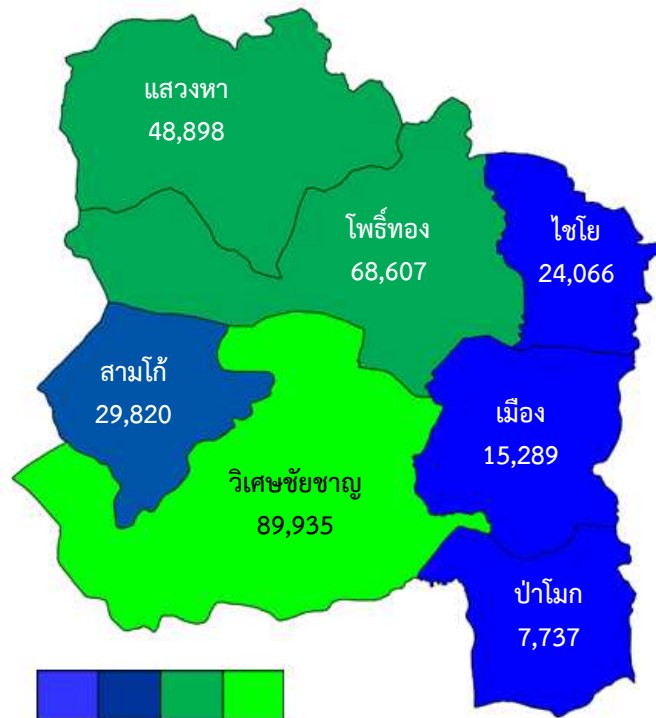 แสวงหา
48,898
โพธิ์ทอง
68,607
ไชโย
24,066
สามโก้
29,820
เมือง
15,289
วิเศษชัยชาญ
89,935
ป่าโมก
7,737